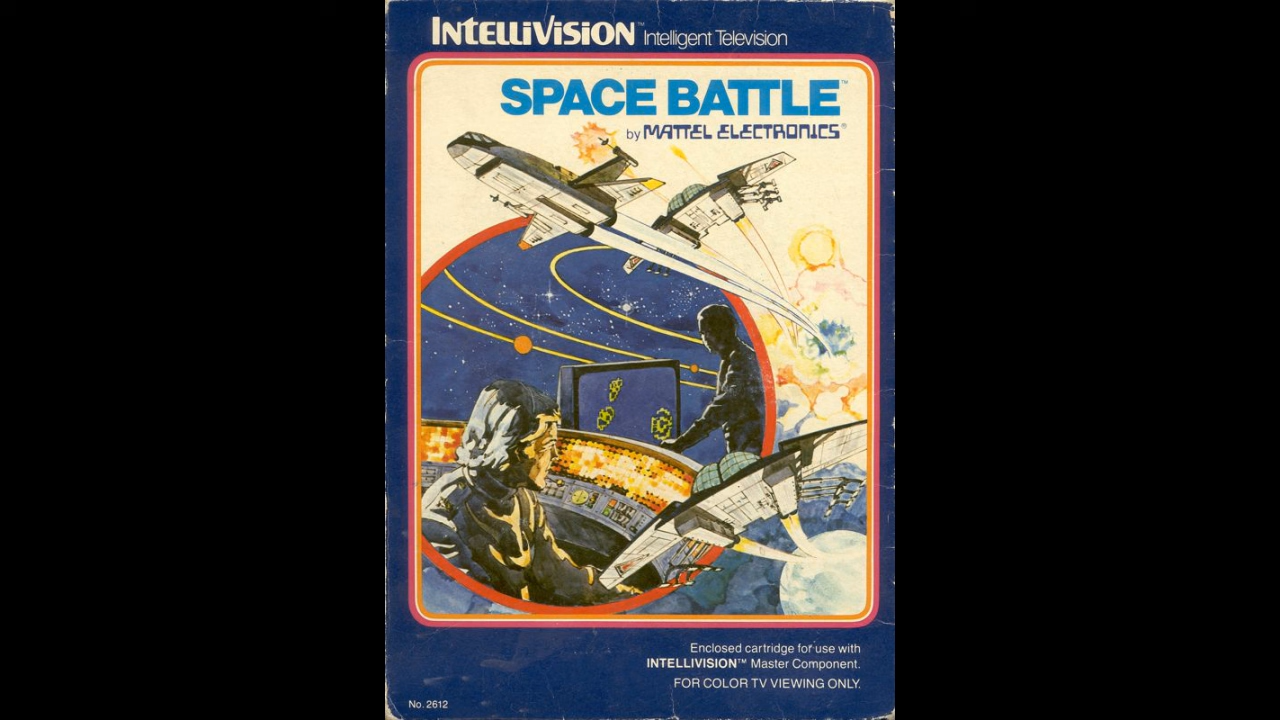 INTELLIVISION™ Intelligent Television
SPACE BATTLE™
by MATTEL ELECTRONICS®
Enclosed cartridge for use with
INTELLIVISION™ Master Component.
FOR COLOR TV VIEWING ONLY.
No. 2612